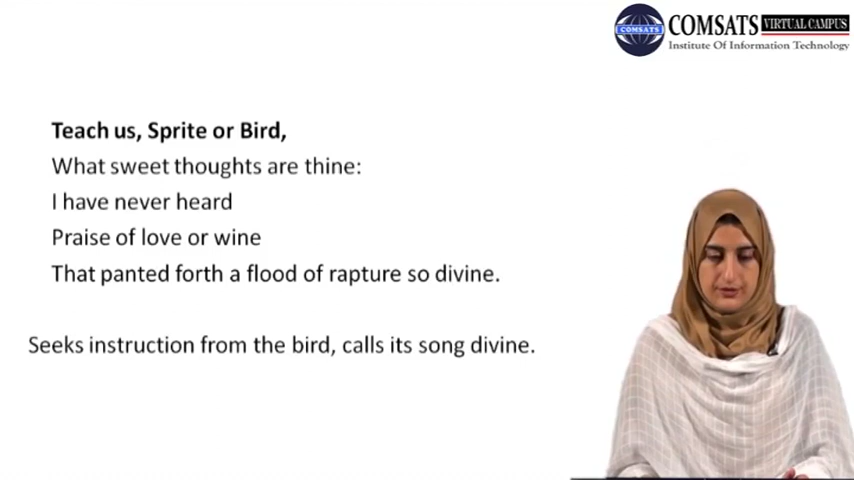 COMSATS
COMSATS VIRTUAL CAMPUS
Institute Of Information Technology
Teach us, Sprite or Bird,
What sweet thoughts are thine:
I have never heard
Praise of love or wine
That panted forth a flood of rapture so divine.
Seeks instruction from the bird, calls its song divine.